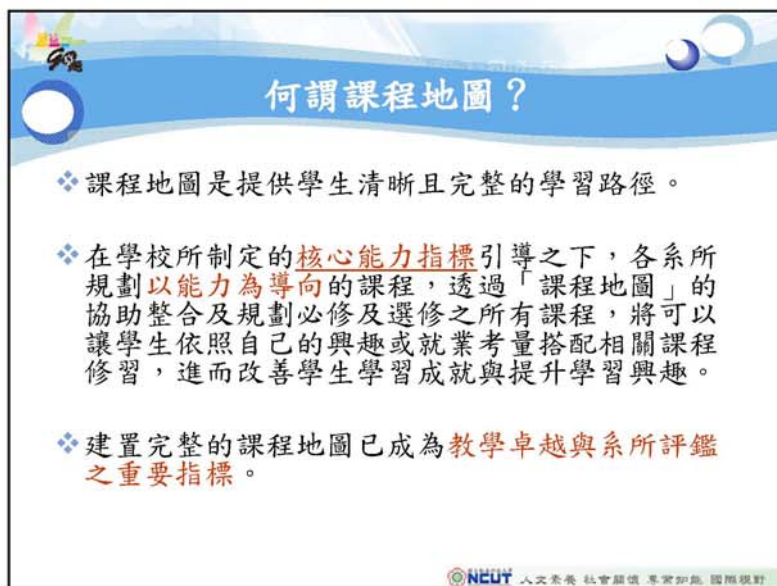 何謂課程地圖？
課程地圖是提供學生清晰且完整的學習路徑。
在學校所制定的核心能力指標引導之下，各系所
規劃以能力為導向的課程，透過「課程地圖」的
協助整合及規劃必修及選修之所有課程，將可以
讓學生依照自己的興趣或就業考量搭配相關課程
修習，進而改善學生學習成就與提升學習興趣。
建置完整的課程地圖已成為教學卓越與系所評鑑
之重要指標。
NCUT 人文素養 社會關懷 專業知能 國際視野